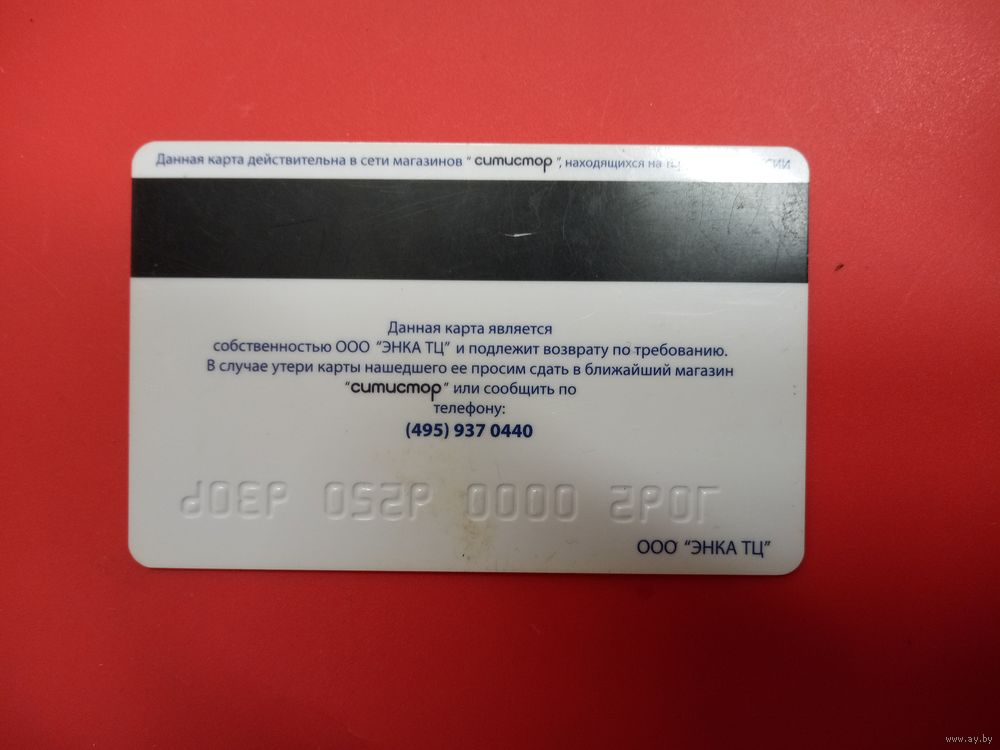 Данная карта действительна в сети магазинов “ ситистор ”, находящихся на
Данная карта является
собственностью ООО “ЭНКА ТЦ” и подлежит возврату по требованию.
В случае утери карты нашедшего ее просим сдать в ближайший магазин
“ситистор” или сообщить по
телефону:
(495) 937 0440
ООО “ЭНКА ТЦ”
www.ay.by